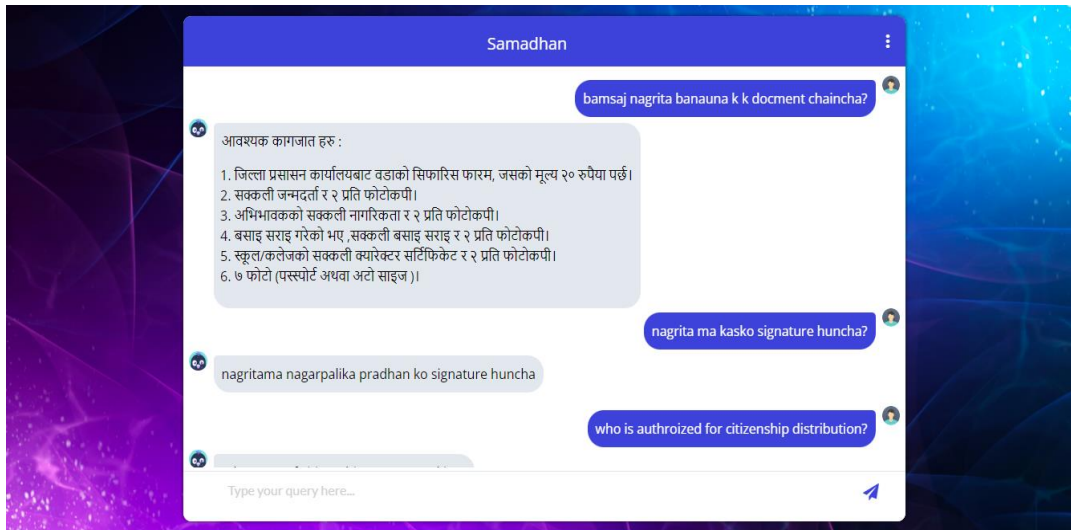 Samadhan
bamsaj nagrita banauna k k docment chaincha?
आवश्यक कागजात हरु :
1. जिल्ला प्रसासन कार्यालयबाट वडाको सिफारिस फारम, जसको मूल्य २० रुपैया पर्छ।
2. सक्कली जन्मदर्ता र २ प्रति फोटोकपी।
3. अभिभावकको सक्कली नागरिकता र २ प्रति फोटोकपी।
4. बसाइ सराइ गरेको भए ,सक्कली बसाइ सराइ र २ प्रति फोटोकपी।
5. स्कूल/कलेजको सक्कली क्यारेक्टर सर्टिफिकेट र २ प्रति फोटोकपी।
6. ७ फोटो (पस्स्पोर्ट अथवा अटो साइज )।
nagrita ma kasko signature huncha?
nagritama nagarpalika pradhan ko signature huncha
who is authroized for citizenship distribution?
Type your query here...